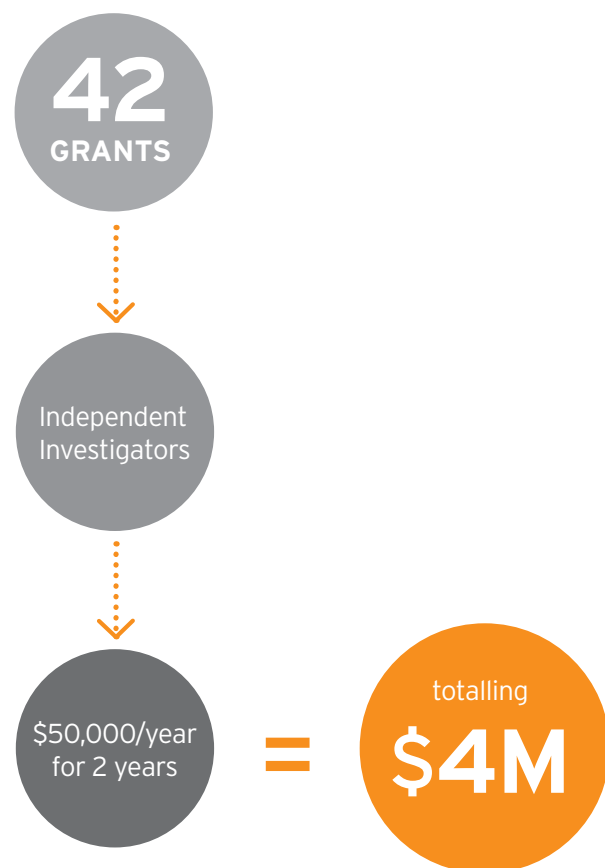 42
GRANTS
Independent
Investigators
$50,000/year
for 2 years
=
totalling
$4M